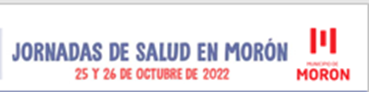 JORNADAS DE SALUD EN MORÓN
25 Y 26 DE OCTUBRE DE 2022
MUNICIPIO DE
MORON